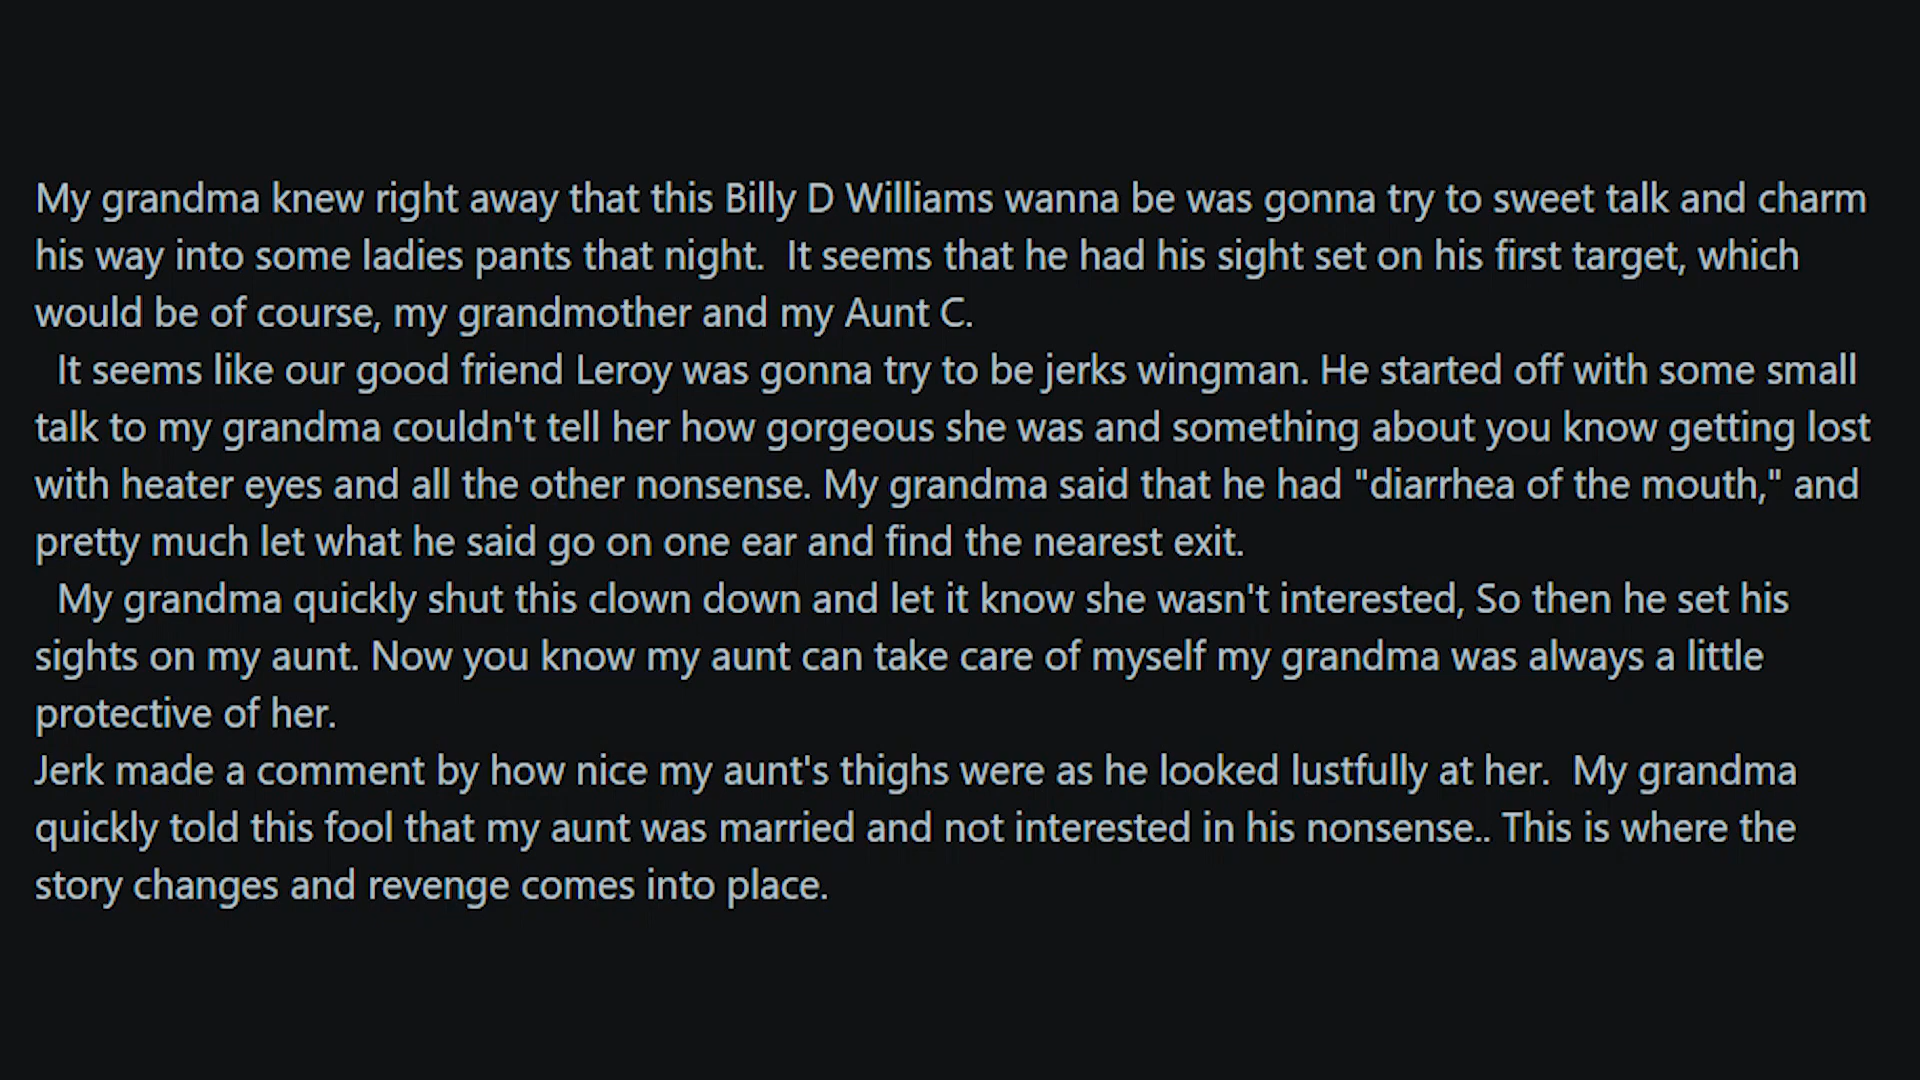 My grandma knew right away that this Billy D Williams wanna be was gonna try to sweet talk and charm
his way into some ladies pants that night.  It seems that he had his sight set on his first target, which
would be of course, my grandmother and my Aunt C.
It seems like our good friend Leroy was gonna try to be jerks wingman. He started off with some small
talk to my grandma couldn't tell her how gorgeous she was and something about you know getting lost
with heater eyes and all the other nonsense. My grandma said that he had "diarrhea of the mouth," and
pretty much let what he said go on one ear and find the nearest exit.
My grandma quickly shut this clown down and let it know she wasn't interested, So then he set his
sights on my aunt. Now you know my aunt can take care of myself my grandma was always a little
protective of her.
Jerk made a comment by how nice my aunt's thighs were as he looked lustfully at her.  My grandma
quickly told this fool that my aunt was married and not interested in his nonsense.. This is where the
story changes and revenge comes into place.